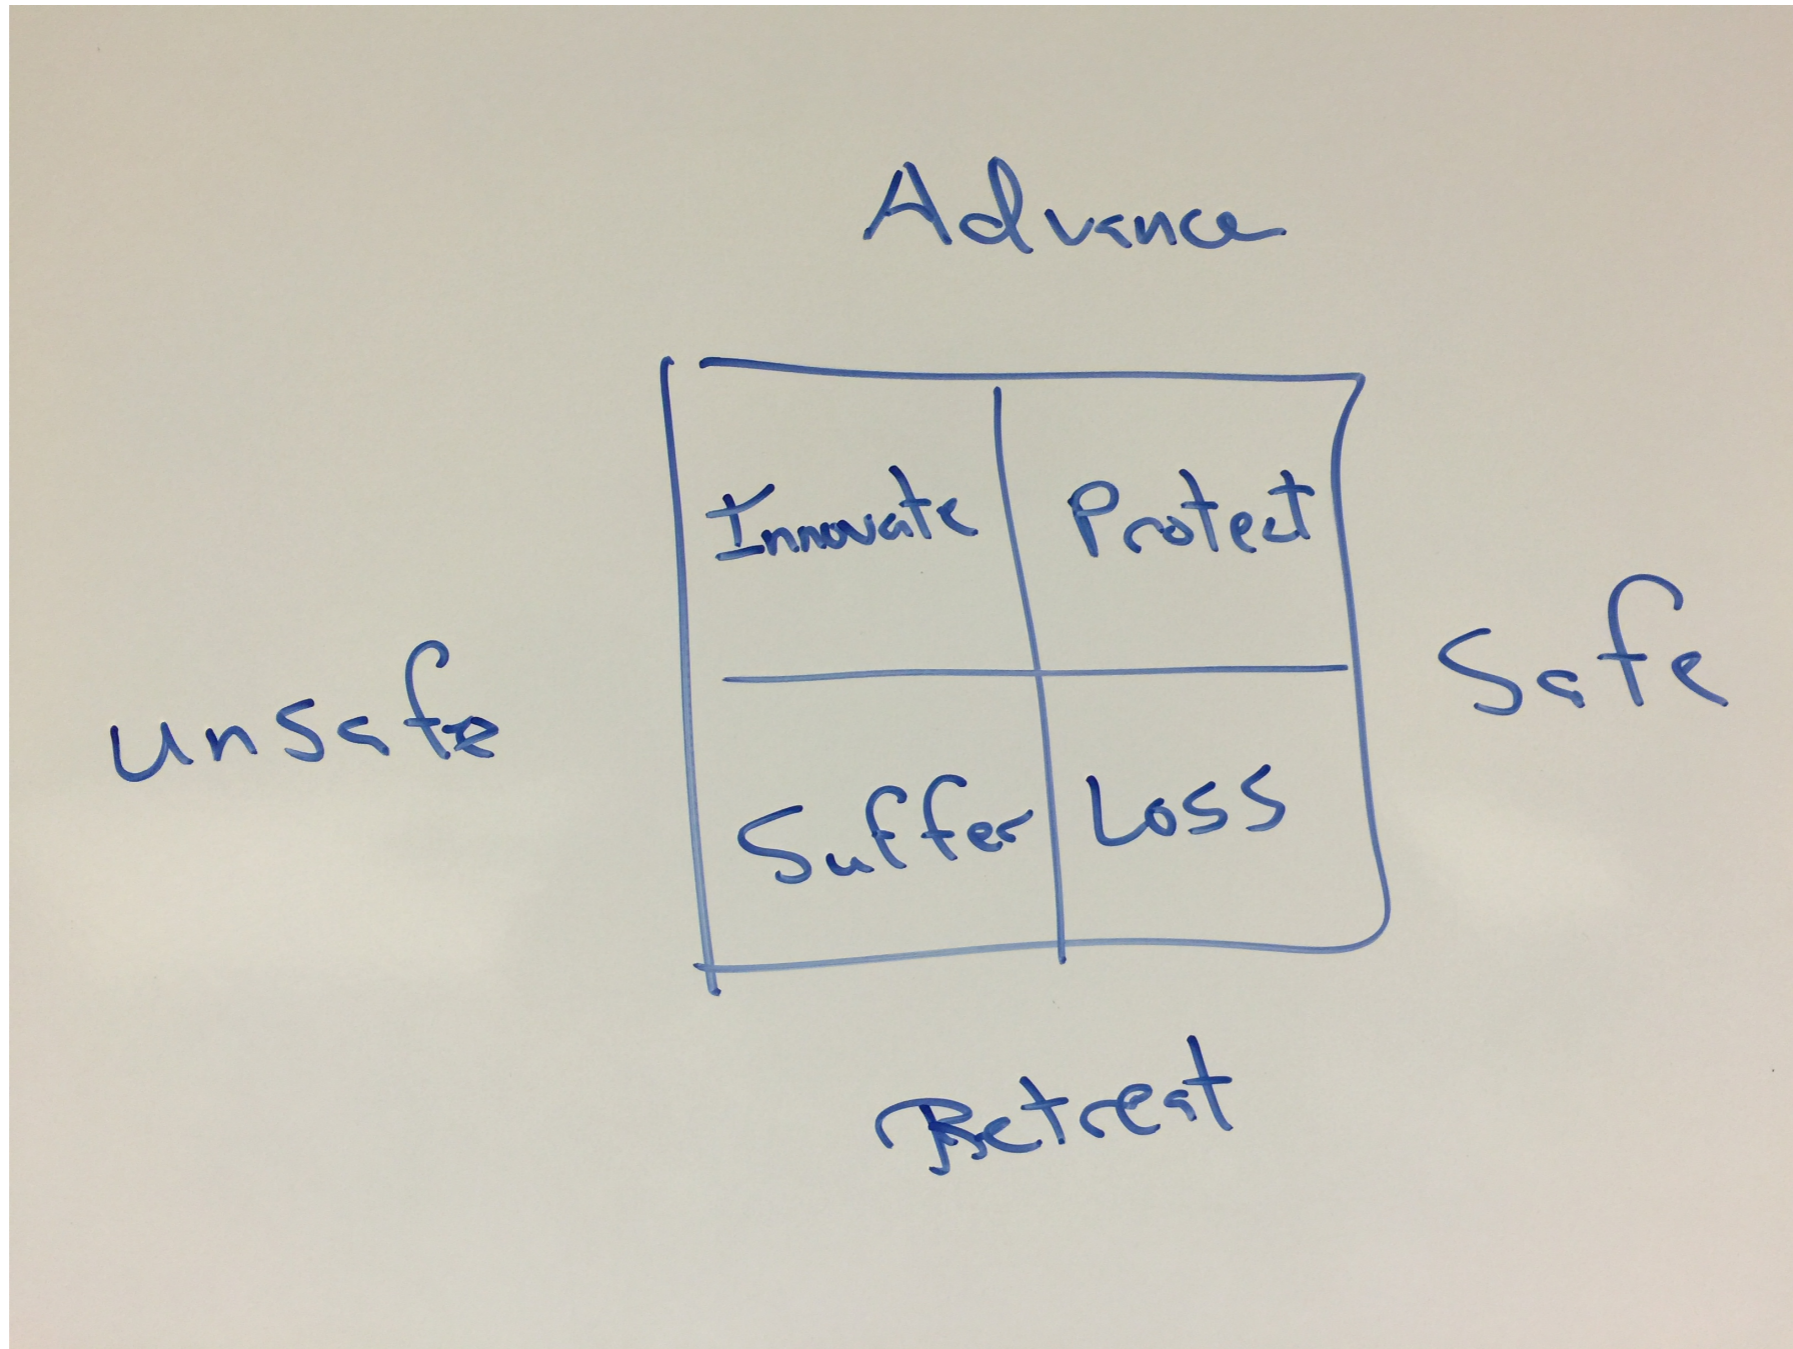 Advance
Innovate Protect
unsafe Safe
Suffer Loss
Retreat